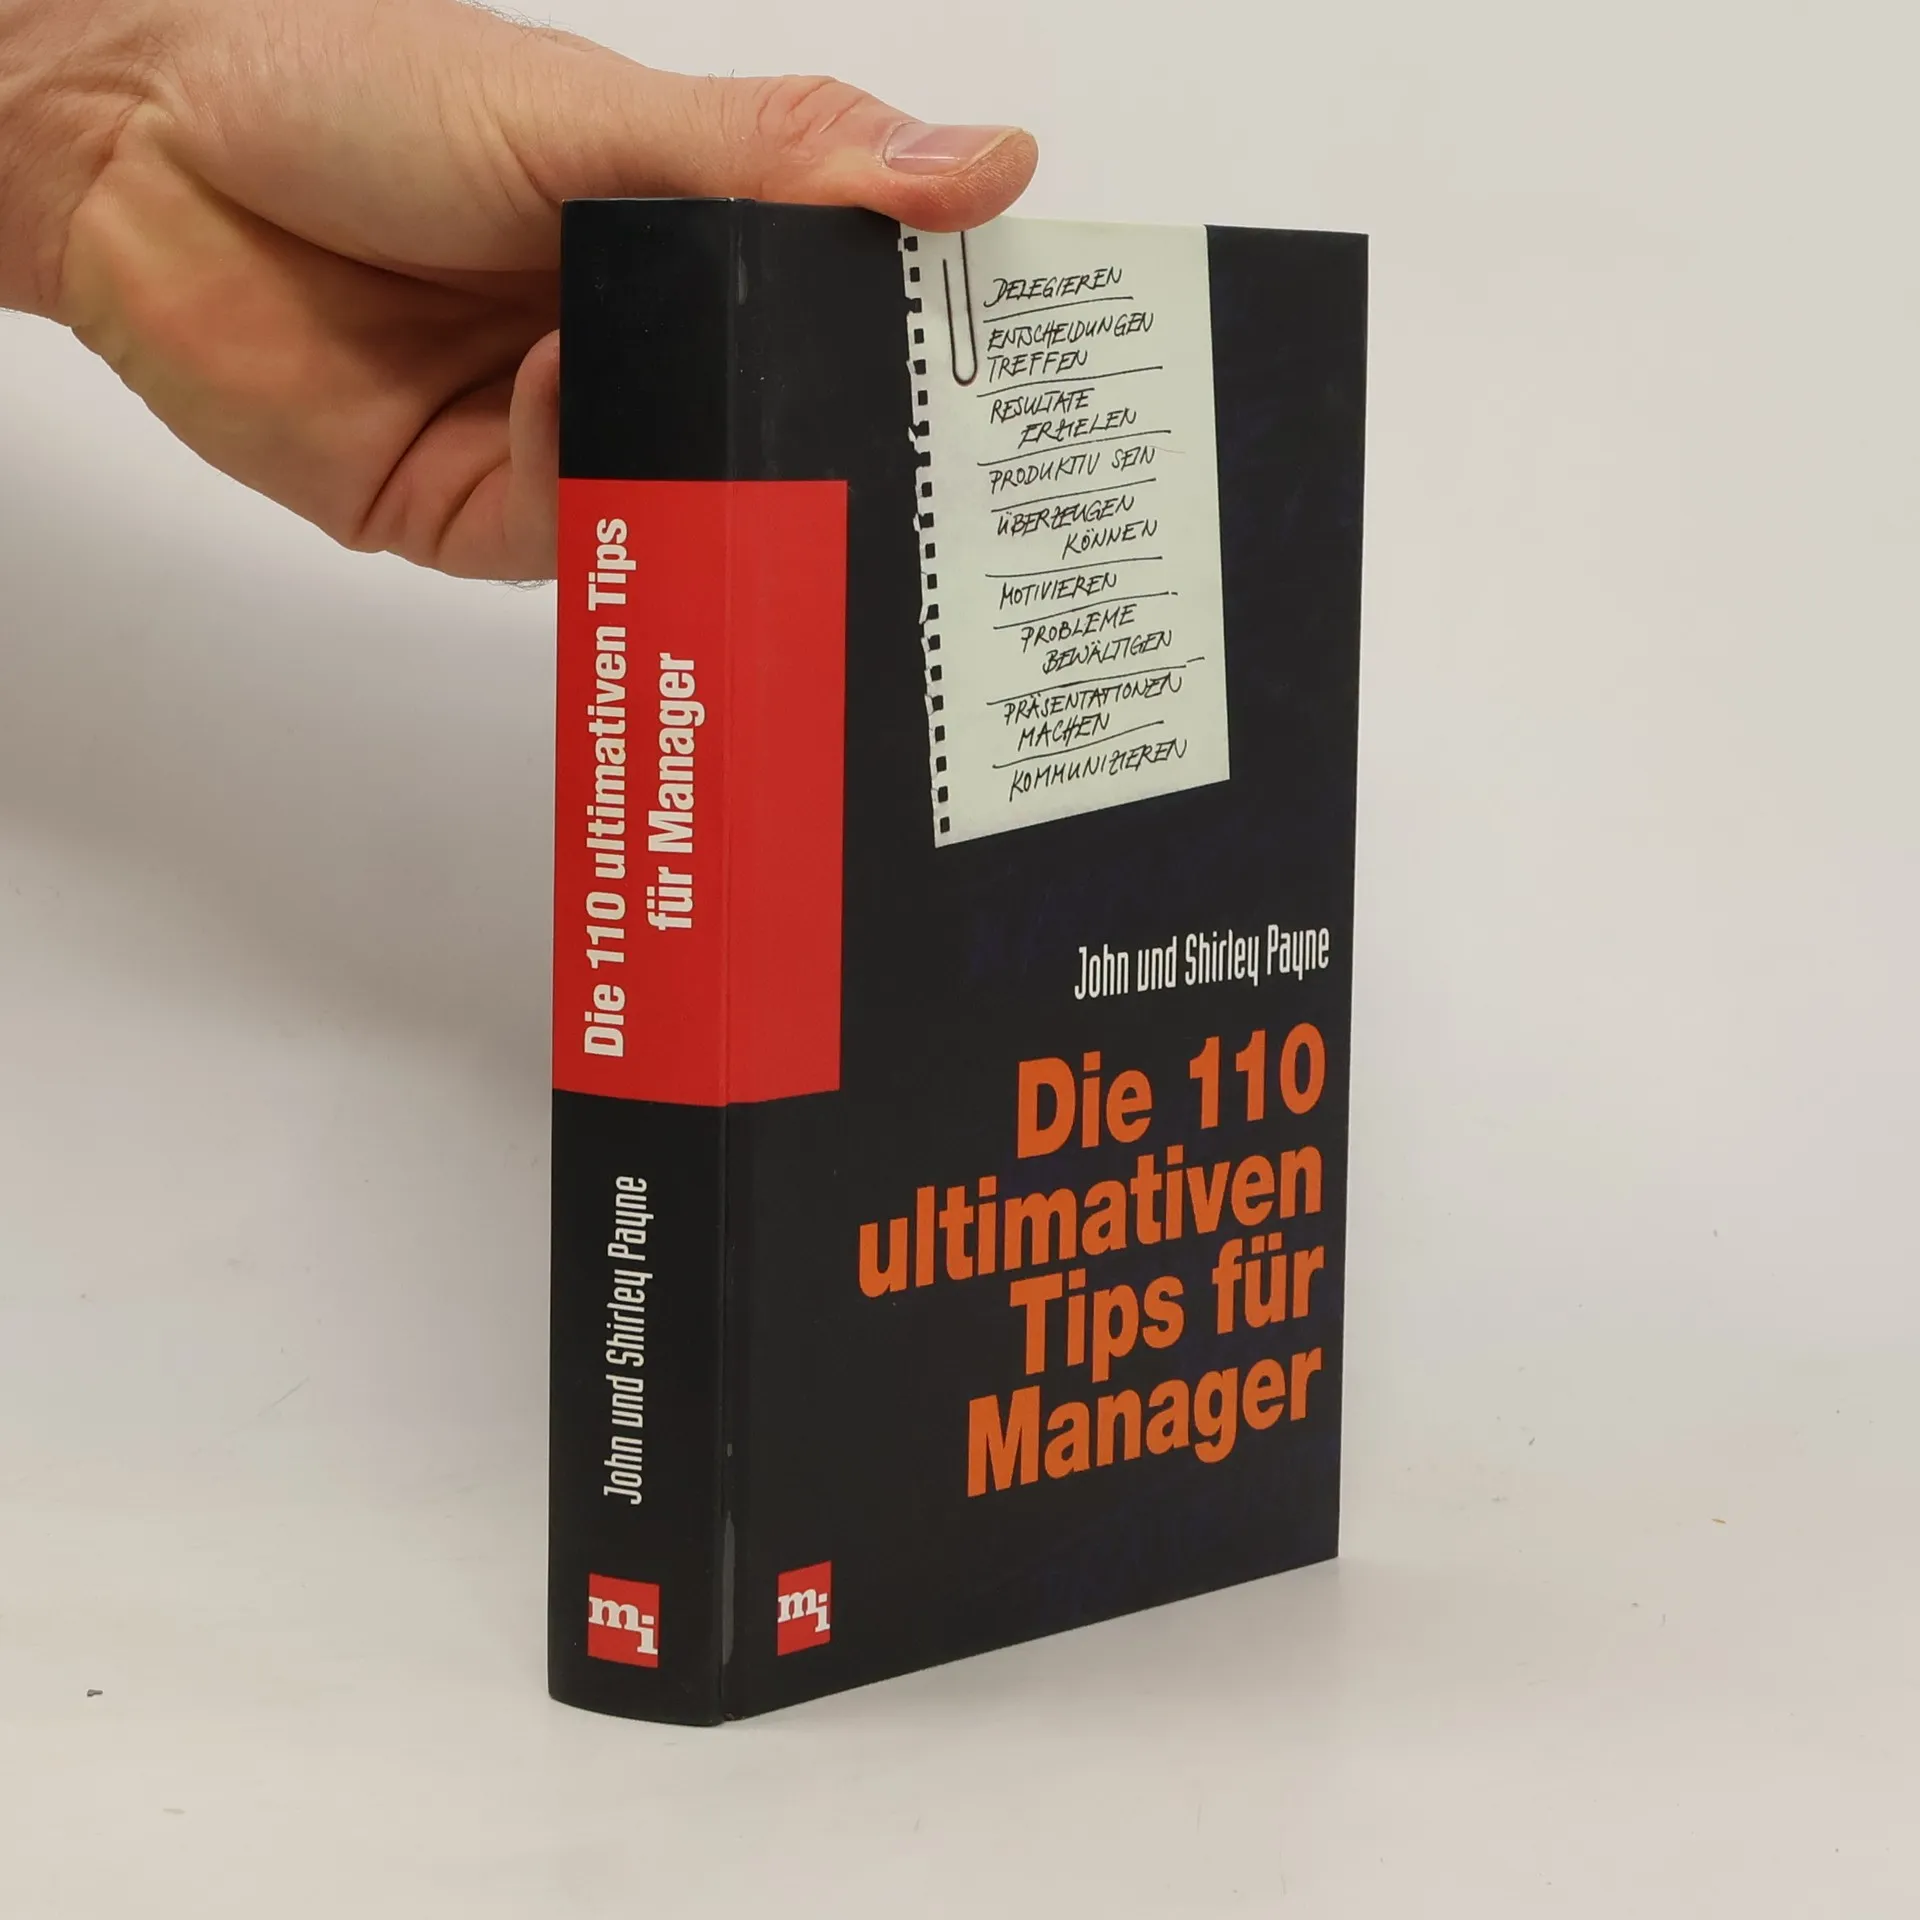 Die 110 ultimativen Tips
für Manager
John und Shirley Payne
mi
DELEGIEREN
ENTSCHEIDUNGEN
TREFFEN
RESULTATE
ERZIELEN
PRODUKTIV SEIN
ÜBERZEUGEN
KÖNNEN
MOTIVIEREN
PROBLEME
BEWÄLTIGEN
PRÄSENTATIONEN
MACHEN
KOMMUNIZIEREN
John und Shirley Payne
Die 110
ultimativen
Tips für
Manager
mi